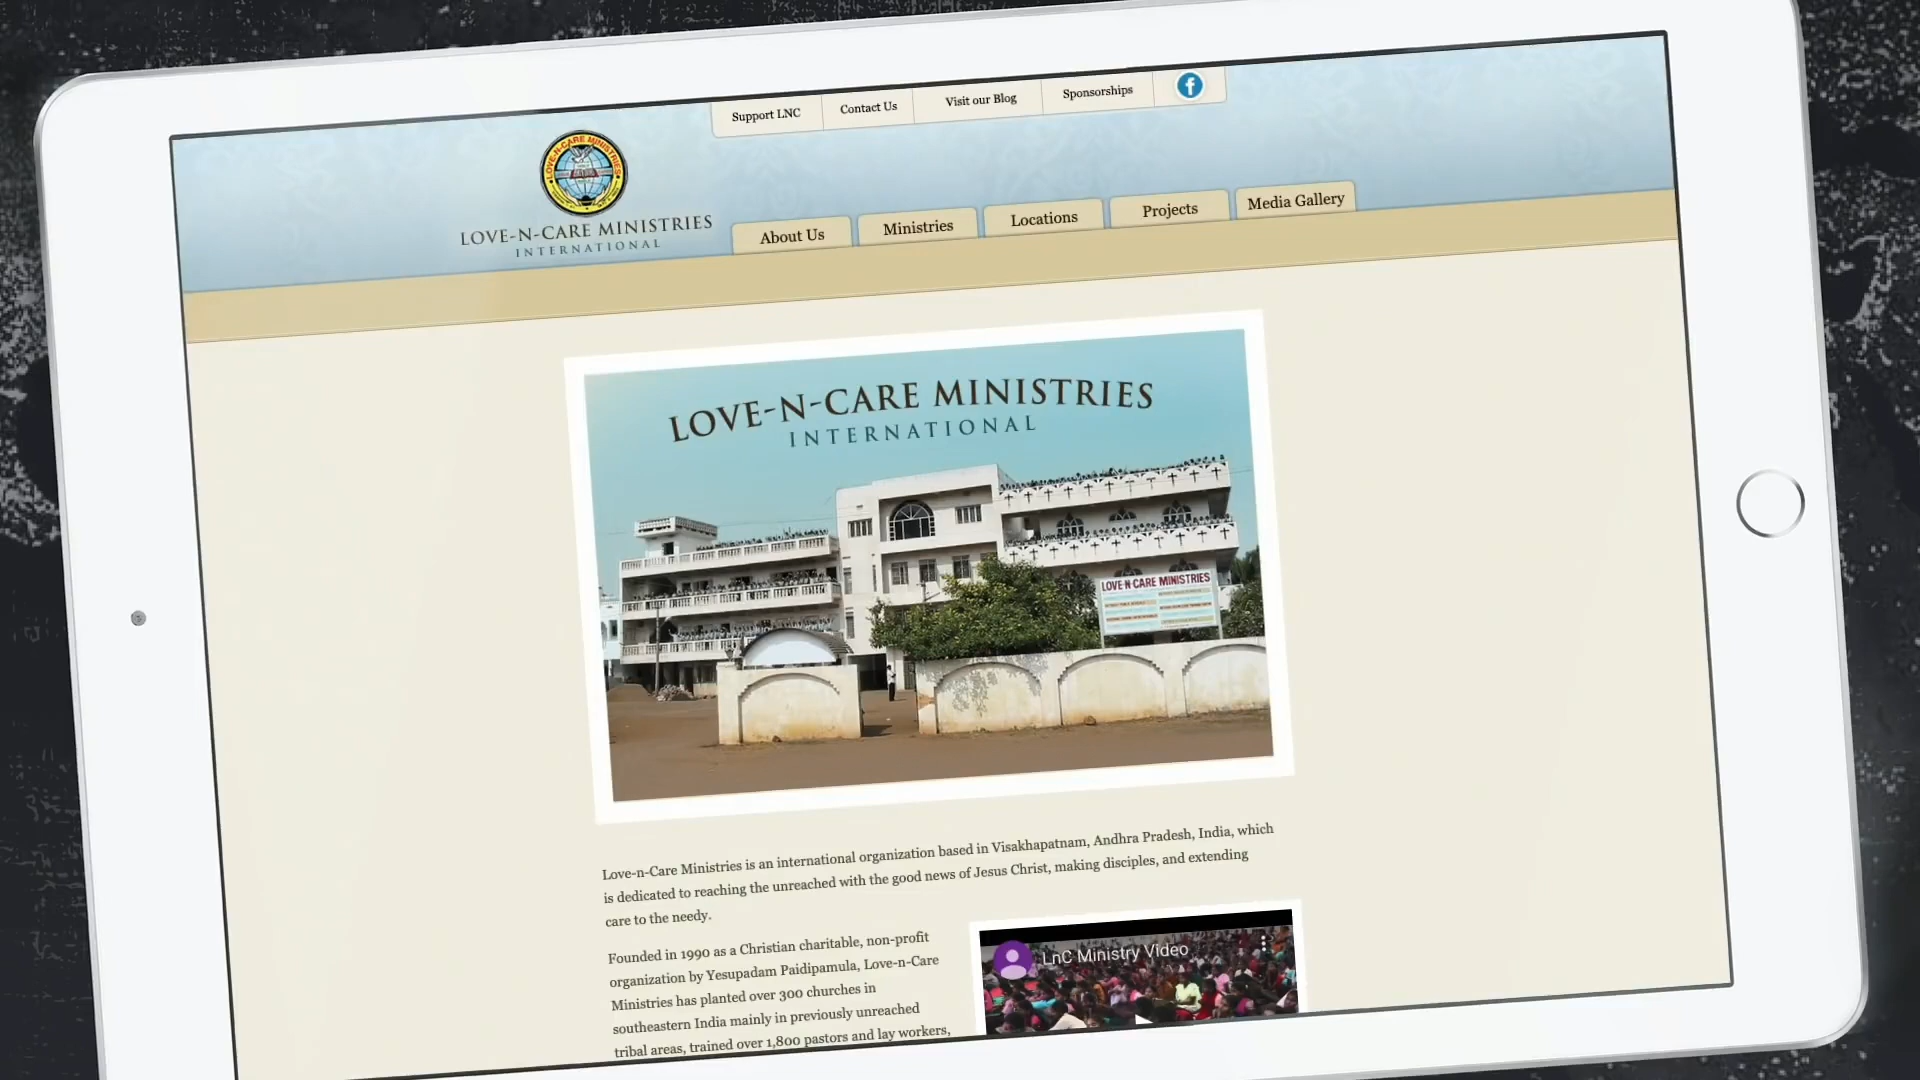 Support LNC
Contact Us
Visit our Blog
Sponsorships
f
LOVE-N-CARE MINISTRIES
LOVE-N-CARE MINISTRIES
INTERNATIONAL
About Us
Ministries
Locations
Projects
Media Gallery
LOVE-N-CARE MINISTRIES
INTERNATIONAL
LOVE-N-CARE MINISTRIES
Love-n-Care Ministries is an international organization based in Visakhapatnam, Andhra Pradesh, India, which
is dedicated to reaching the unreached with the good news of Jesus Christ, making disciples, and extending
care to the needy.
Founded in 1990 as a Christian charitable, non-profit
organization by Yesupadam Paidipamula, Love-n-Care
Ministries has planted over 300 churches in
southeastern India mainly in previously unreached
tribal areas, trained over 1,800 pastors and lay workers,
LnC Ministry Video